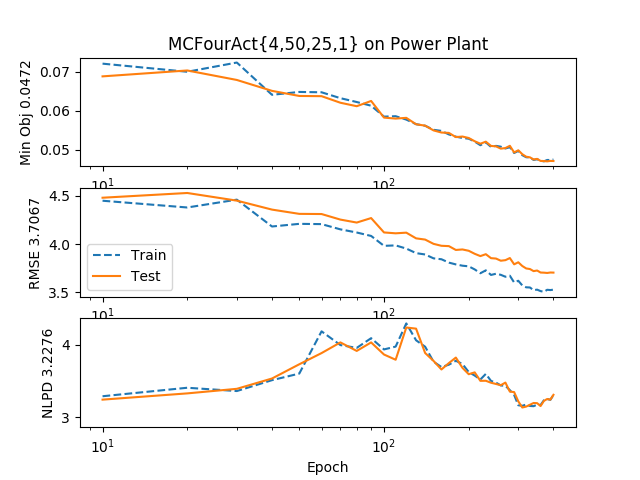 MCFourAct{4,50,25,1} on Power Plant
Min Obj 0.0472
0.07
0.06
0.05
10¹
10²
RMSE 3.7067
4.5
4.0
3.5
Train
Test
10¹
10²
NLPD 3.2276
4
3
10¹
10²
Epoch